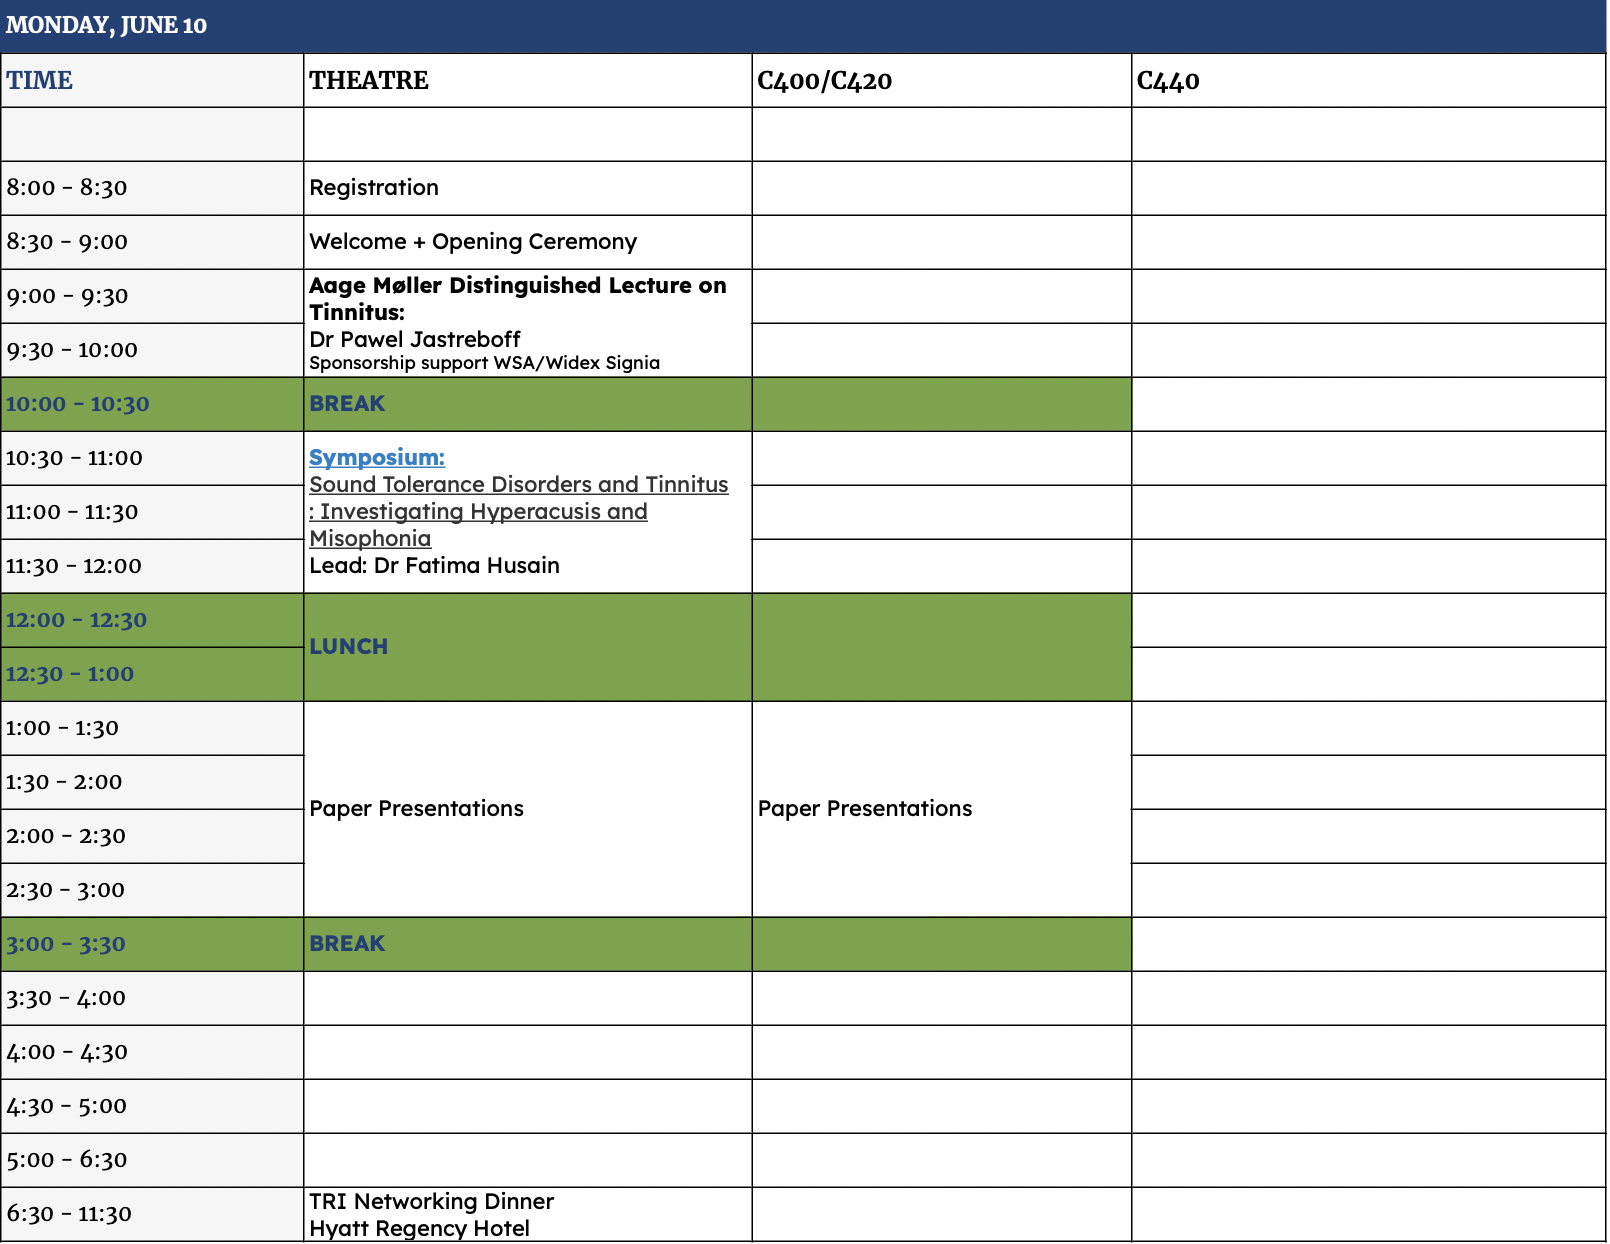 MONDAY, JUNE 10
TIME THEATRE C400/C420 C440
8:00 - 8:30 Registration
8:30 - 9:00 Welcome + Opening Ceremony
9:00 - 9:30
9:30 - 10:00
Aage Møller Distinguished Lecture on
Tinnitus:
Dr Pawel Jastreboff
Sponsorship support WSA/Widex Signia
10:00 - 10:30 BREAK
10:30 - 11:00
11:00 - 11:30
11:30 - 12:00
Symposium:
Sound Tolerance Disorders and Tinnitus
: Investigating Hyperacusis and
Misophonia
Lead: Dr Fatima Husain
12:00 - 12:30
12:30 - 1:00
LUNCH
1:00 - 1:30
1:30 - 2:00
2:00 - 2:30
2:30 - 3:00
Paper Presentations Paper Presentations
3:00 - 3:30 BREAK
3:30 - 4:00
4:00 - 4:30
4:30 - 5:00
5:00 - 6:30
6:30 - 11:30
TRI Networking Dinner
Hyatt Regency Hotel